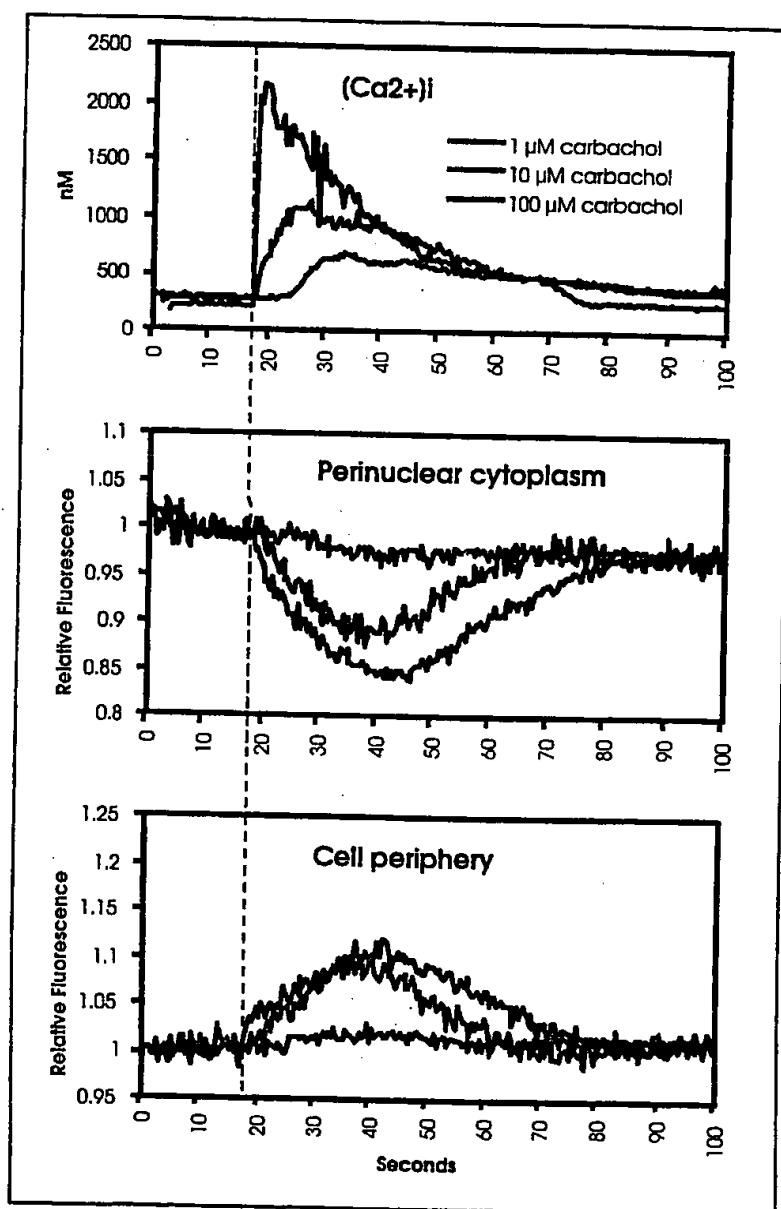 2500
2000
1500
1000
500
0
nM
(Ca2+)i
1 µM carbachol
10 µM carbachol
100 µM carbachol
0 10 20 30 40 50 60 70 80 90 100
1.1
1.05
1
0.95
0.9
0.85
0.8
Relative Fluorescence
Perinuclear cytoplasm
0 10 20 30 40 50 60 70 80 90 100
1.25
1.2
1.15
1.1
1.05
1
0.95
Relative Fluorescence
Cell periphery
0 10 20 30 40 50 60 70 80 90 100
Seconds